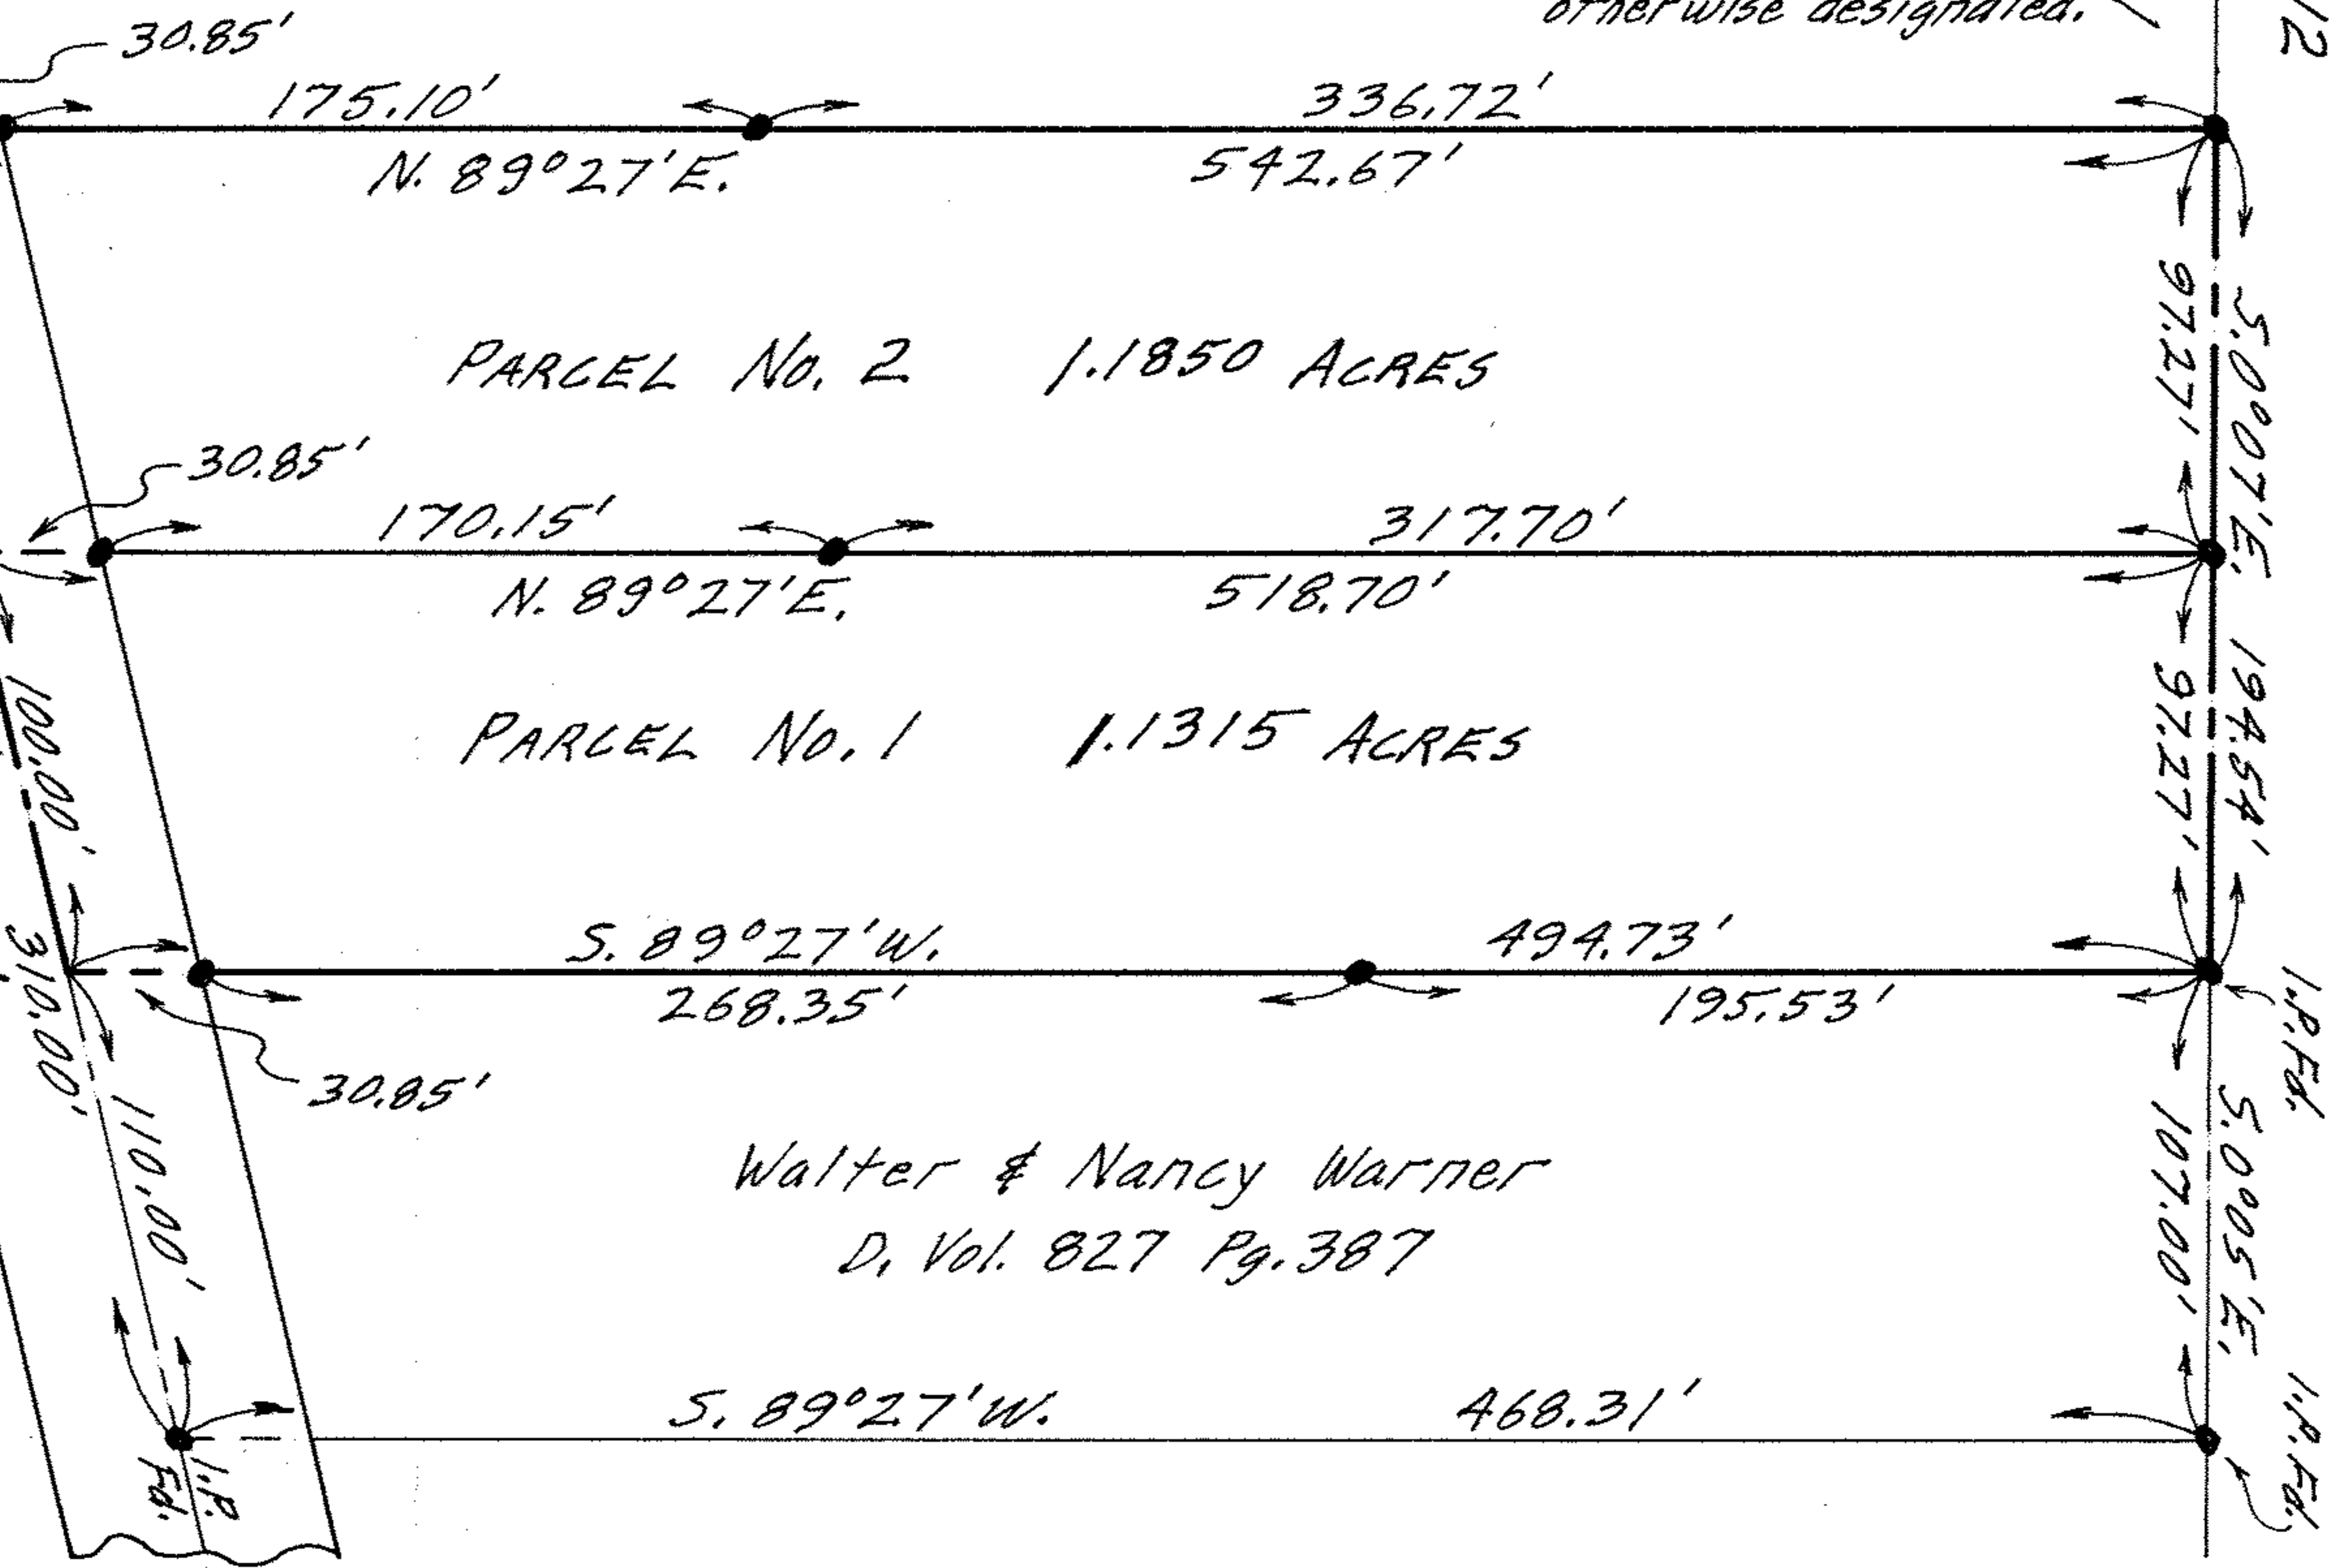 otherwise designated.
12
30.85'
175.10'
336.72'
N. 89°27'E.
542.67'
97.27'
S.0°07'E. 194.54'
PARCEL No. 2 1.1850 ACRES
30.85'
170.15'
317.70'
N. 89°27'E.
518.70'
100.00'
97.27'
PARCEL No. 1 1.1315 ACRES
S. 89°27'W.
494.73'
268.35'
195.53'
I.P.Fd.
310.00'
30.85'
110.00'
107.00'
S.0°05'E.
Walter & Nancy Warner
D. Vol. 827 Pg. 387
S. 89°27'W.
468.31'
I.P.Fd.
I.P.
Fd.